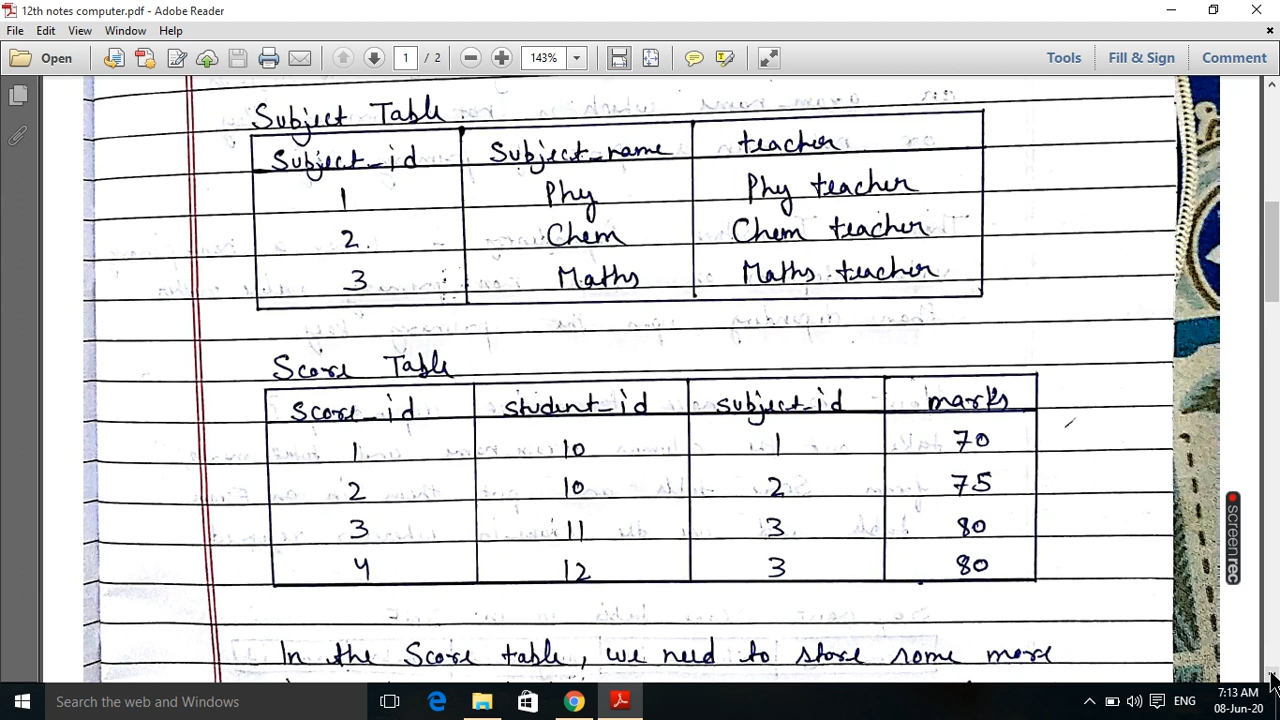 12th notes computer.pdf - Adobe Reader
File Edit View Window Help
Open 1 / 2 143% Tools Fill & Sign Comment
Subject Table
Subject_id Subject_name teacher
1 Phy Phy teacher
2. Chem Chem teacher
3 Maths Maths teacher
Score Table
Score_id student_id subject_id marks
1 10 1 70
2 10 2 75
3 11 3 80
4 12 3 80
In the Score table, we need to store some more
screenrec
Search the web and Windows
ENG
7:13 AM
08-Jun-20